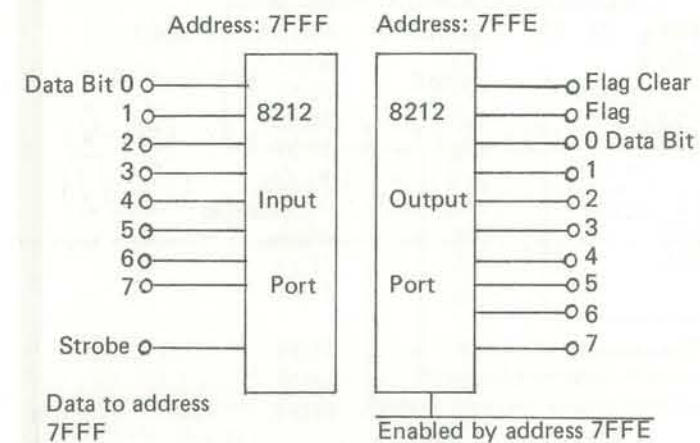 Address: 7FFF
Address: 7FFE
Data Bit 0
1
2
3
4
5
6
7
Strobe
8212
Input
Port
8212
Output
Port
Flag Clear
Flag
0 Data Bit
1
2
3
4
5
6
7
Data to address
7FFF
Enabled by address 7FFE